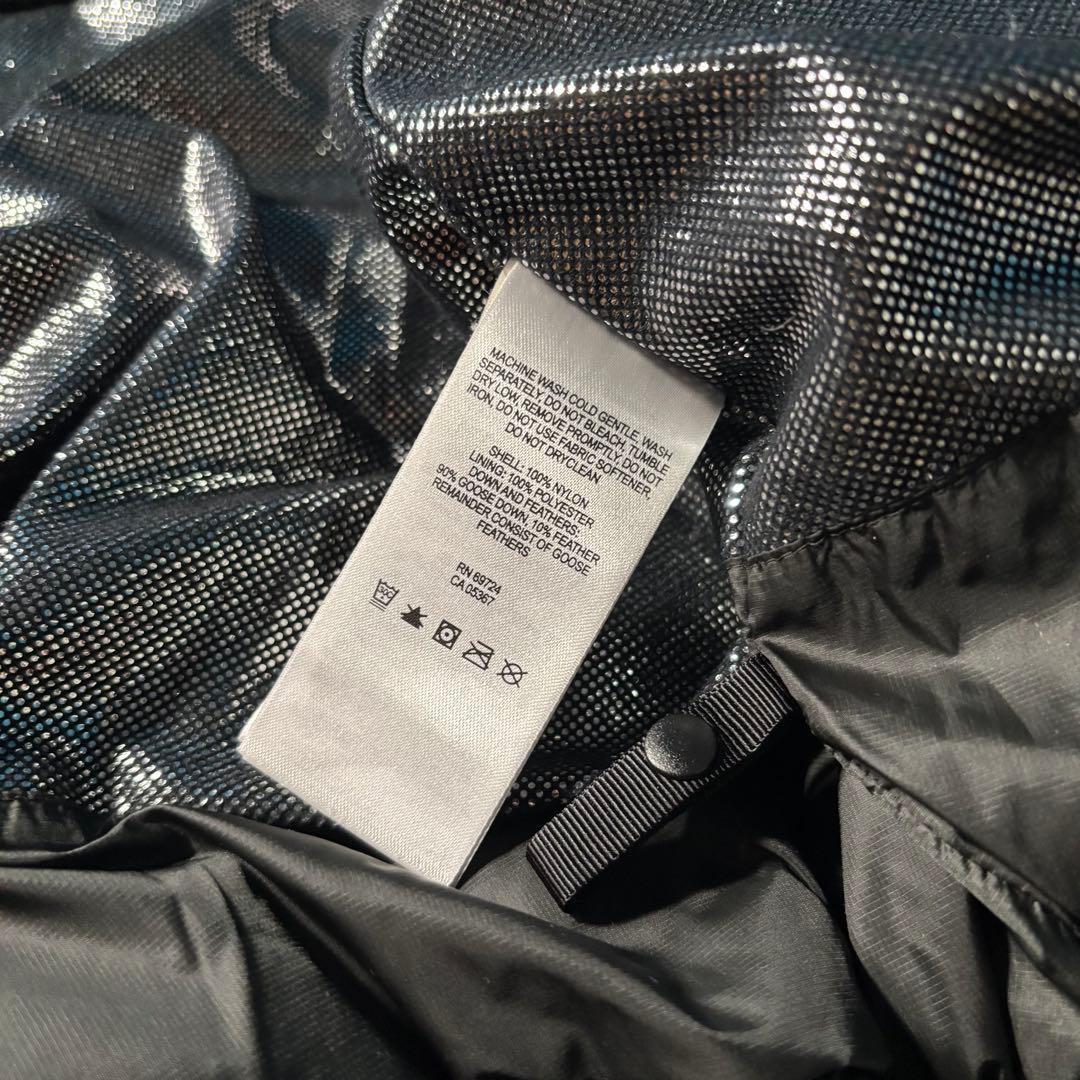 MACHINE WASH COLD GENTLE, WASH
SEPARATELY DO NOT BLEACH, TUMBLE
DRY LOW, REMOVE PROMPTLY, DO NOT
IRON, DO NOT USE FABRIC SOFTENER,
DO NOT DRYCLEAN
SHELL: 100% NYLON
LINING: 100% POLYESTER
DOWN AND FEATHERS:
90% GOOSE DOWN, 10% FEATHER
REMAINDER CONSIST OF GOOSE
FEATHERS
RN 89724
CA 05367